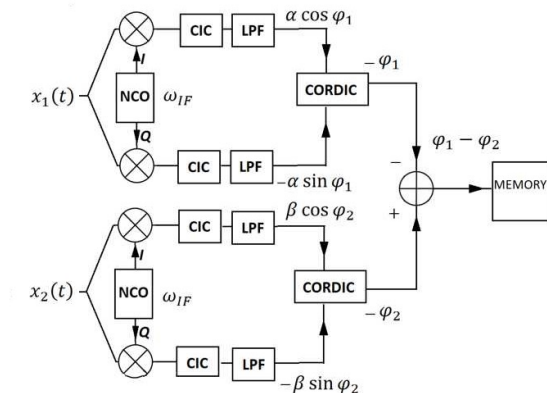 α cos φ₁
CIC
LPF
I
−φ₁
x₁(t)
NCO
ω_IF
CORDIC
Q
φ₁ − φ₂
CIC
LPF
−α sin φ₁
−
MEMORY
β cos φ₂
+
CIC
LPF
I
x₂(t)
NCO
ω_IF
CORDIC
−φ₂
Q
CIC
LPF
−β sin φ₂